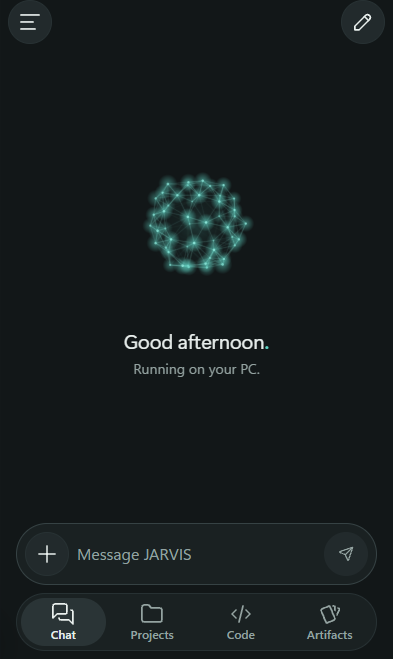 Good afternoon.
Running on your PC.
Message JARVIS
Chat
Projects
Code
Artifacts